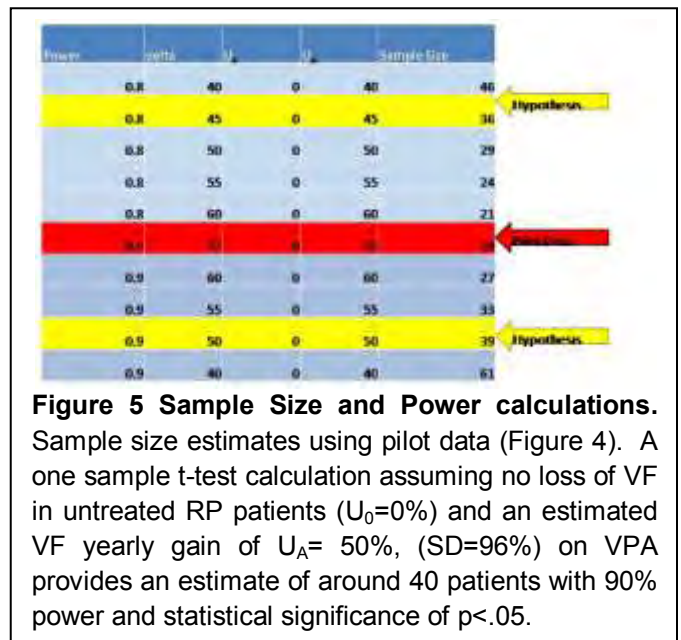 Power Delta U U Sample Size
0.8 40 0 40 46
Hypothesis
0.8 45 0 45 36
0.8 50 0 50 29
0.8 55 0 55 24
0.8 60 0 60 21
0
0.9 60 0 60 27
0.9 55 0 55 33
0.9 50 0 50 39 Hypothesis
0.9 40 0 40 61
Figure 5 Sample Size and Power calculations.
Sample size estimates using pilot data (Figure 4). A
one sample t-test calculation assuming no loss of VF
in untreated RP patients (U₀=0%) and an estimated
VF yearly gain of U_A= 50%, (SD=96%) on VPA
provides an estimate of around 40 patients with 90%
power and statistical significance of p<.05.